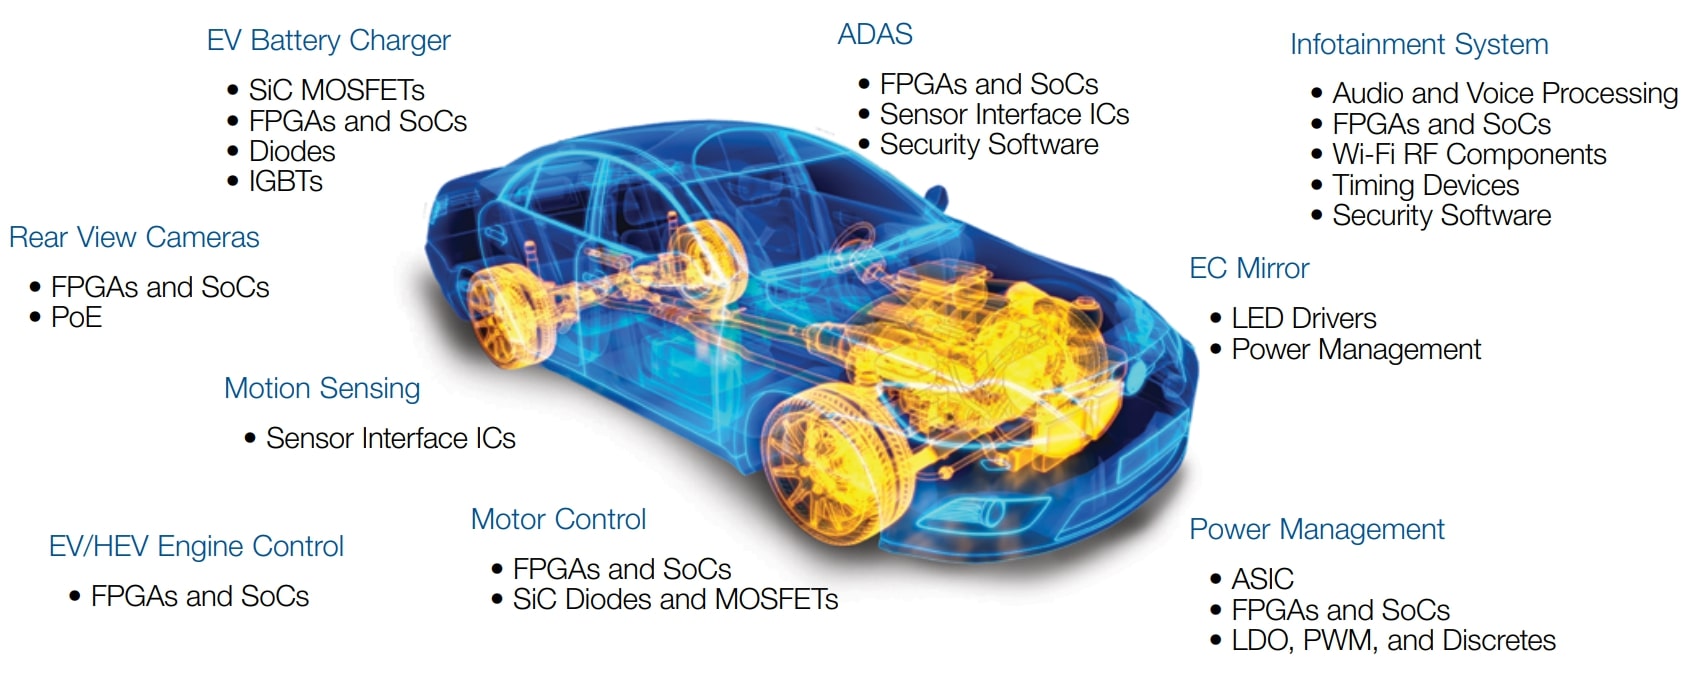 EV Battery Charger
• SiC MOSFETs
• FPGAs and SoCs
• Diodes
• IGBTs
ADAS
• FPGAs and SoCs
• Sensor Interface ICs
• Security Software
Infotainment System
• Audio and Voice Processing
• FPGAs and SoCs
• Wi-Fi RF Components
• Timing Devices
• Security Software
Rear View Cameras
• FPGAs and SoCs
• PoE
EC Mirror
• LED Drivers
• Power Management
Motion Sensing
• Sensor Interface ICs
EV/HEV Engine Control
• FPGAs and SoCs
Motor Control
• FPGAs and SoCs
• SiC Diodes and MOSFETs
Power Management
• ASIC
• FPGAs and SoCs
• LDO, PWM, and Discretes